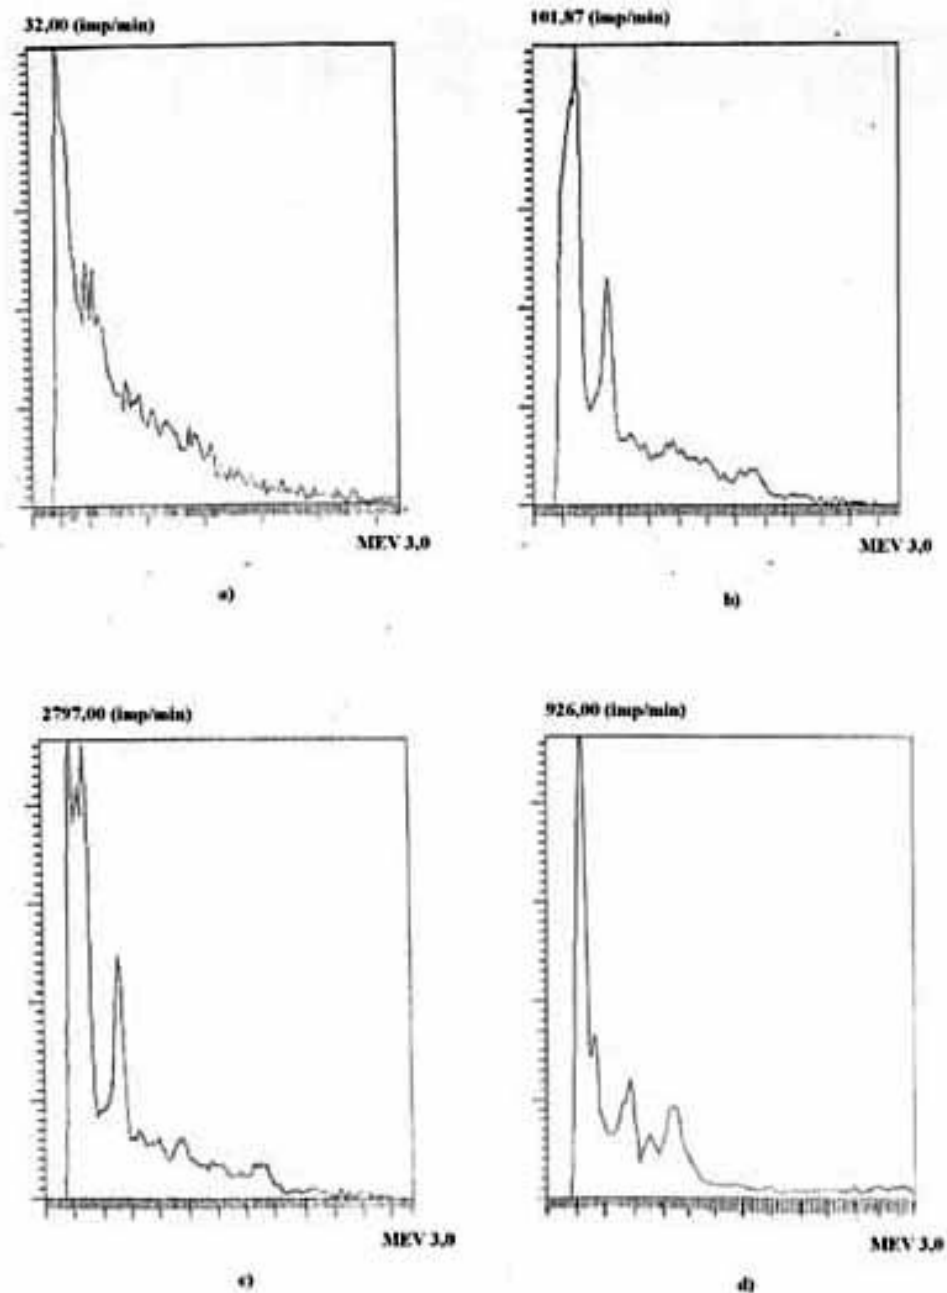 32,00 (imp/min)
101,87 (imp/min)
MEV 3,0
MEV 3,0
a)
b)
2797,00 (imp/min)
926,00 (imp/min)
MEV 3,0
MEV 3,0
c)
d)